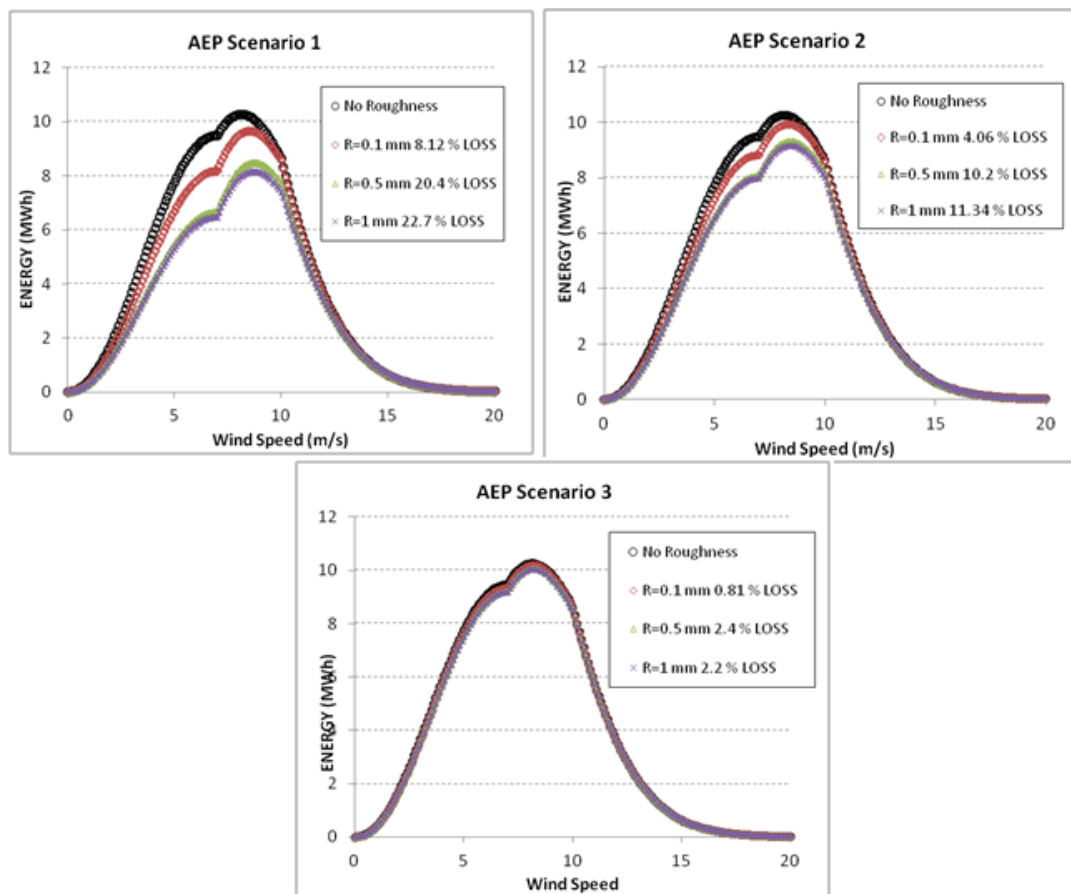 AEP Scenario 1
12
10
8
6
4
2
0
ENERGY (MWh)
0
5
10
15
20
Wind Speed (m/s)
No Roughness
R=0.1 mm 8.12 % LOSS
R=0.5 mm 20.4 % LOSS
R=1 mm 22.7 % LOSS
AEP Scenario 2
12
10
8
6
4
2
0
ENERGY (MWh)
0
5
10
15
20
Wind Speed (m/s)
No Roughness
R=0.1 mm 4.06 % LOSS
R=0.5 mm 10.2 % LOSS
R=1 mm 11.34 % LOSS
AEP Scenario 3
12
10
8
6
4
2
0
ENERGY (MWh)
0
5
10
15
20
Wind Speed
No Roughness
R=0.1 mm 0.81 % LOSS
R=0.5 mm 2.4 % LOSS
R=1 mm 2.2 % LOSS